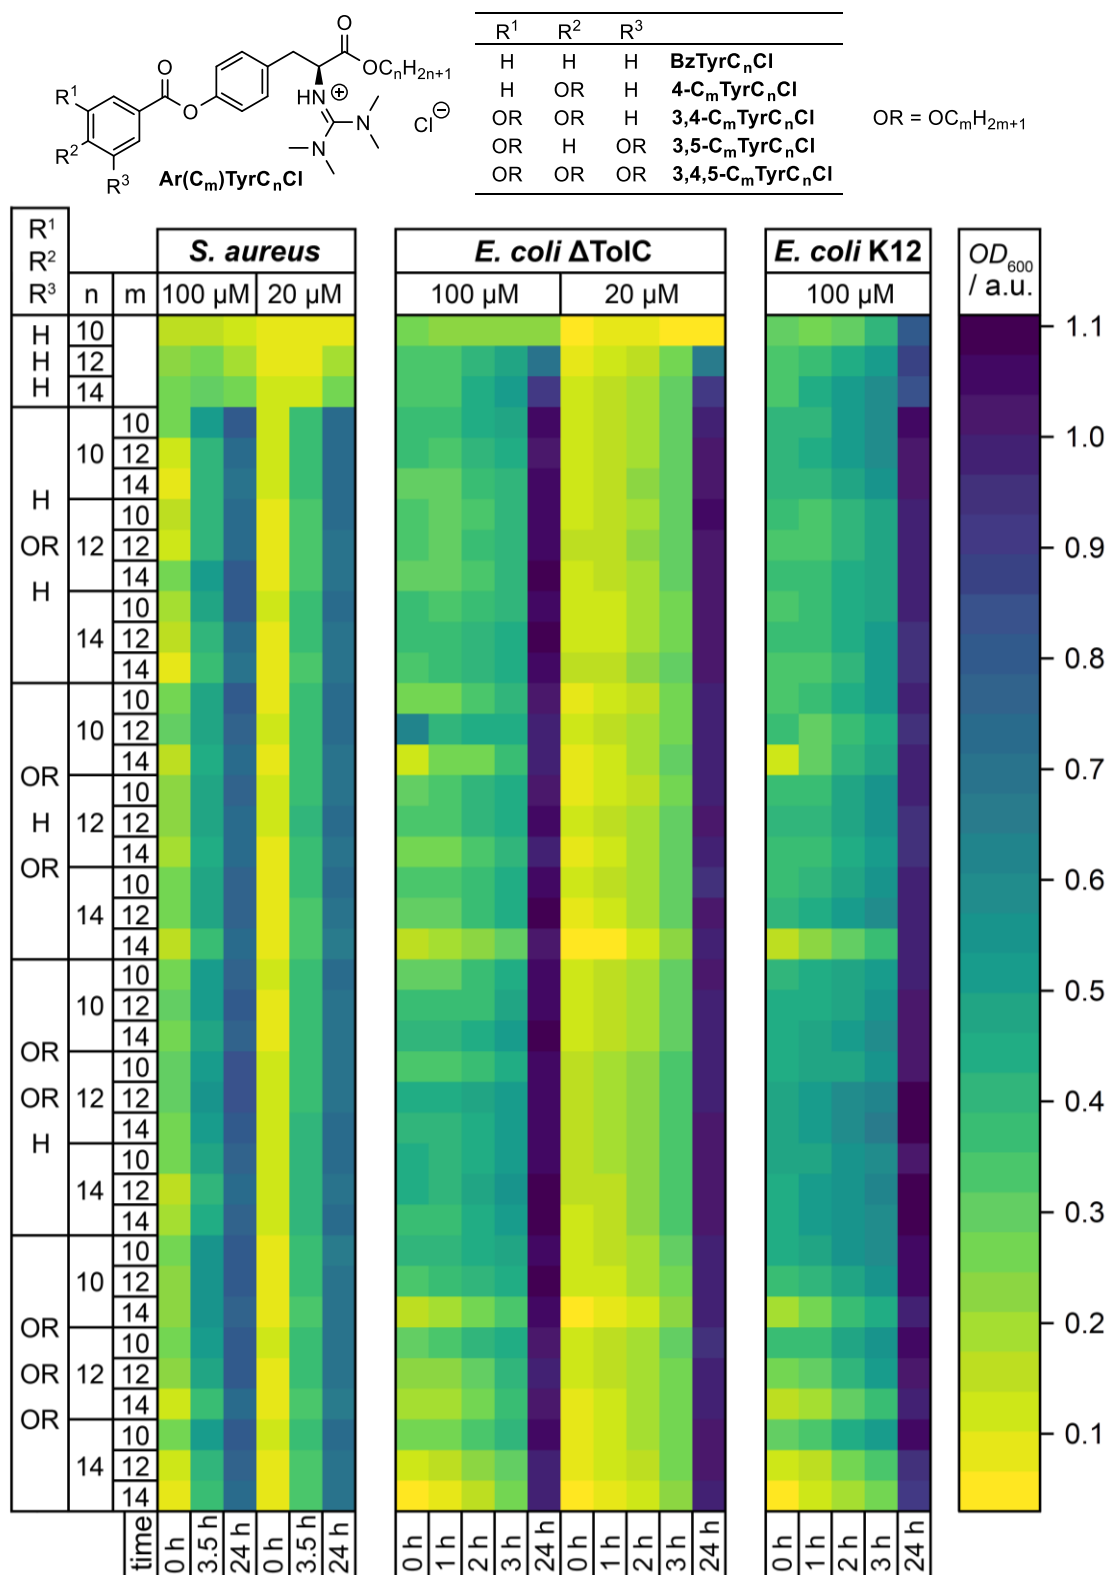 O
O
OCnH2n+1
R1
O
HN ⊕
N
N
Cl⊖
R2
R3
Ar(Cm)TyrCnCl
R1 R2 R3
H H H BzTyrCnCl
H OR H 4-CmTyrCnCl
OR OR H 3,4-CmTyrCnCl
OR H OR 3,5-CmTyrCnCl
OR OR OR 3,4,5-CmTyrCnCl
OR = OCmH2m+1
R1
R2
R3 n m
S. aureus E. coli ΔTolC E. coli K12 OD600 / a.u.
100 μM 20 μM 100 μM 20 μM 100 μM
H
H
H
10
12
14
H
OR
H
10
10
12
14
12
10
12
14
14
10
12
14
OR
H
OR
10
10
12
14
12
10
12
14
14
10
12
14
OR
OR
H
10
10
12
14
12
10
12
14
14
10
12
14
OR
OR
OR
10
10
12
14
12
10
12
14
14
10
12
14
time 0 h 3.5 h 24 h 0 h 3.5 h 24 h 0 h 1 h 2 h 3 h 24 h 0 h 1 h 2 h 3 h 24 h 0 h 1 h 2 h 3 h 24 h
1.1
1.0
0.9
0.8
0.7
0.6
0.5
0.4
0.3
0.2
0.1